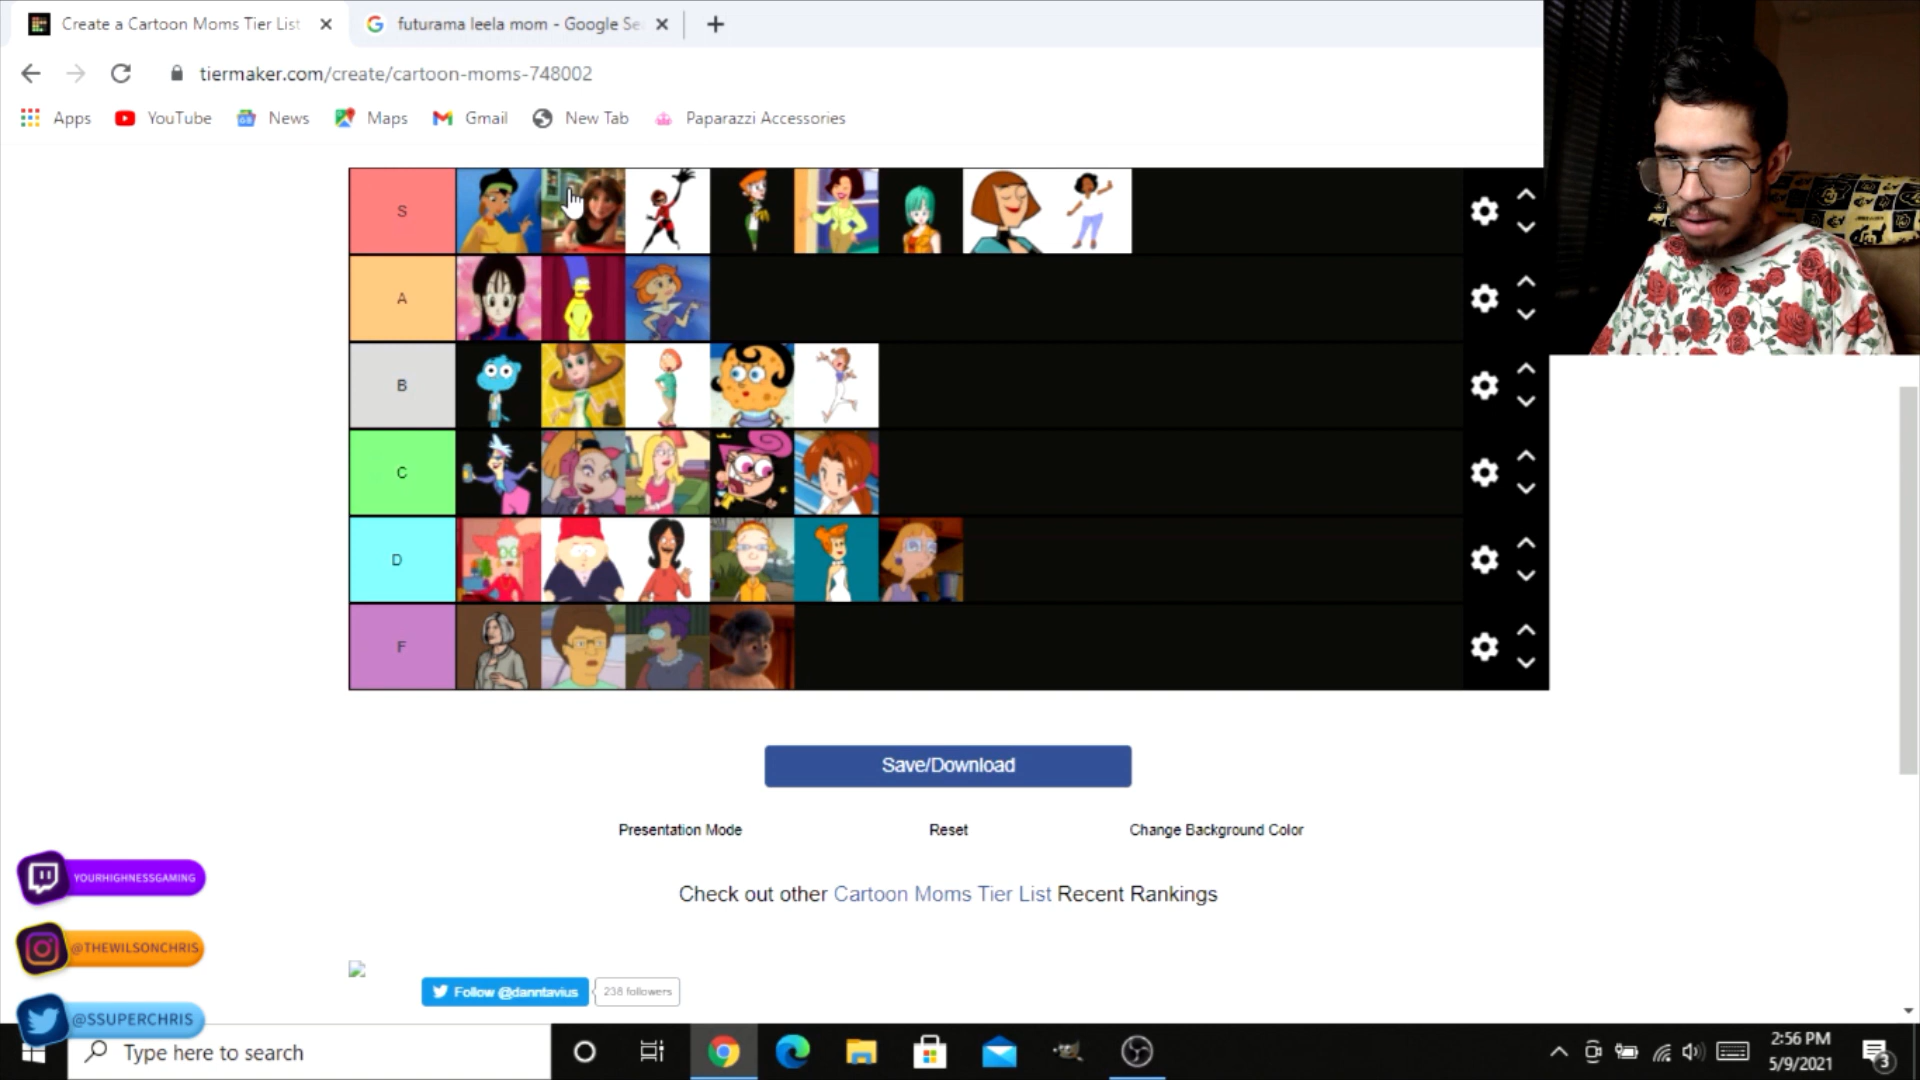 Create a Cartoon Moms Tier List
futurama leela mom - Google Se
tiermaker.com/create/cartoon-moms-748002
Apps
YouTube
News
Maps
Gmail
New Tab
Paparazzi Accessories
S
A
B
C
D
F
Save/Download
Presentation Mode
Reset
Change Background Color
Check out other Cartoon Moms Tier List Recent Rankings
YOURHIGHNESSGAMING
@THEWILSONCHRIS
Follow @danntavius
238 followers
@SSUPERCHRIS
Type here to search
2:56 PM
5/9/2021
3